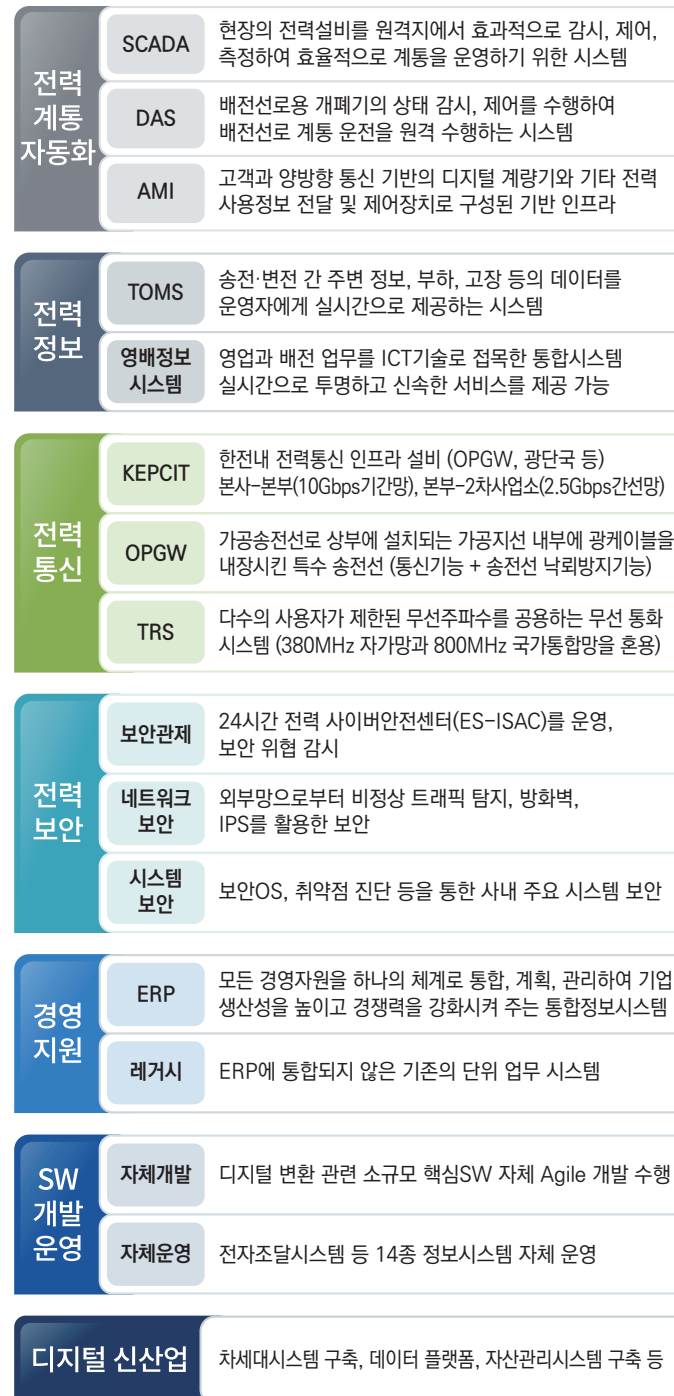 전력
계통
자동화
SCADA
현장의 전력설비를 원격지에서 효과적으로 감시, 제어,
측정하여 효율적으로 계통을 운영하기 위한 시스템
DAS
배전선로용 개폐기의 상태 감시, 제어를 수행하여
배전선로 계통 운전을 원격 수행하는 시스템
AMI
고객과 양방향 통신 기반의 디지털 계량기와 기타 전력
사용정보 전달 및 제어장치로 구성된 기반 인프라
전력
정보
TOMS
송전·변전 간 주변 정보, 부하, 고장 등의 데이터를
운영자에게 실시간으로 제공하는 시스템
영배정보
시스템
영업과 배전 업무를 ICT기술로 접목한 통합시스템
실시간으로 투명하고 신속한 서비스를 제공 가능
전력
통신
KEPCIT
한전내 전력통신 인프라 설비 (OPGW, 광단국 등)
본사-본부(10Gbps기간망), 본부-2차사업소(2.5Gbps간선망)
OPGW
가공송전선로 상부에 설치되는 가공지선 내부에 광케이블을
내장시킨 특수 송전선 (통신기능 + 송전선 낙뢰방지기능)
TRS
다수의 사용자가 제한된 무선주파수를 공용하는 무선 통화
시스템 (380MHz 자가망과 800MHz 국가통합망을 혼용)
전력
보안
보안관제
24시간 전력 사이버안전센터(ES-ISAC)를 운영,
보안 위협 감시
네트워크
보안
외부망으로부터 비정상 트래픽 탐지, 방화벽,
IPS를 활용한 보안
시스템
보안
보안OS, 취약점 진단 등을 통한 사내 주요 시스템 보안
경영
지원
ERP
모든 경영자원을 하나의 체계로 통합, 계획, 관리하여 기업
생산성을 높이고 경쟁력을 강화시켜 주는 통합정보시스템
레거시
ERP에 통합되지 않은 기존의 단위 업무 시스템
SW
개발
운영
자체개발
디지털 변환 관련 소규모 핵심SW 자체 Agile 개발 수행
자체운영
전자조달시스템 등 14종 정보시스템 자체 운영
디지털 신산업
차세대시스템 구축, 데이터 플랫폼, 자산관리시스템 구축 등